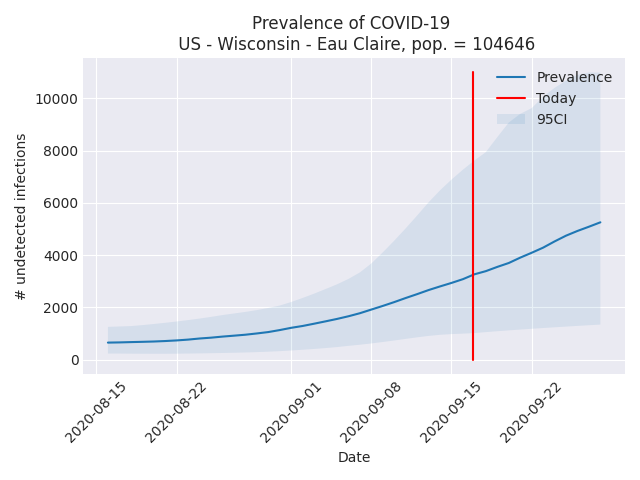 Prevalence of COVID-19
US - Wisconsin - Eau Claire, pop. = 104646
Prevalence
Today
95CI
10000
8000
6000
4000
2000
0
# undetected infections
2020-08-15
2020-08-22
2020-09-01
2020-09-08
2020-09-15
2020-09-22
Date